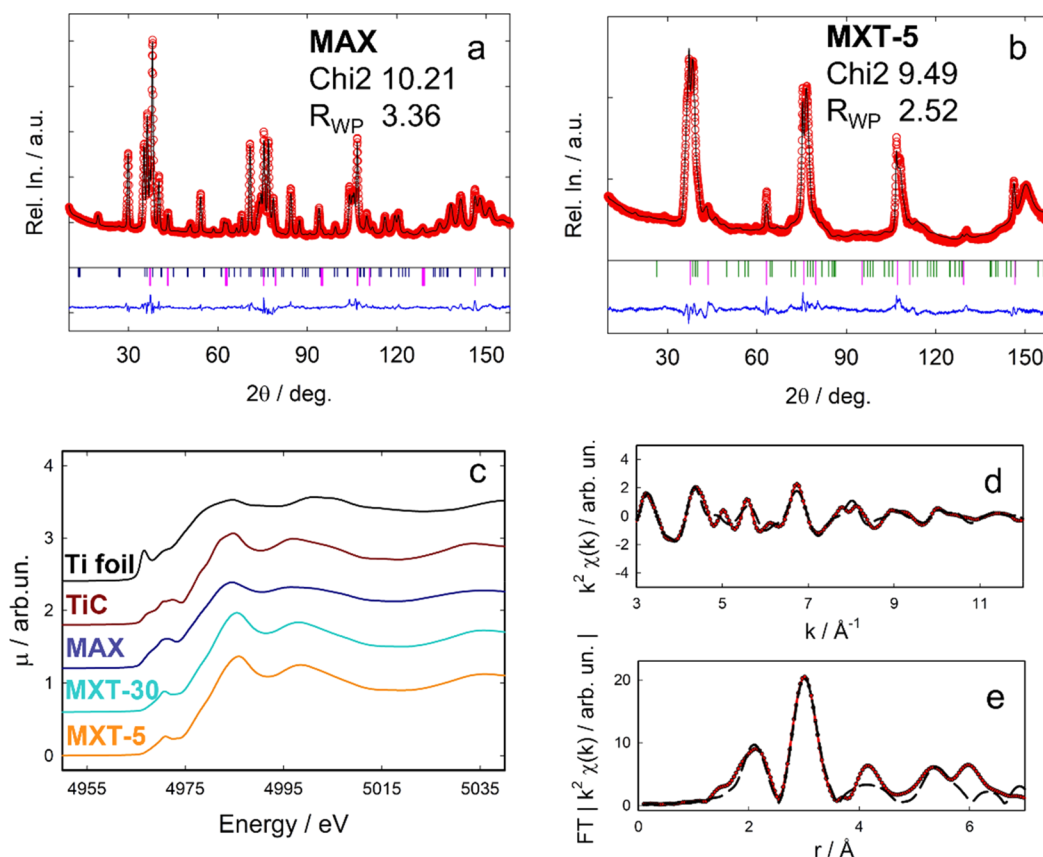 MAX
a
Chi2 10.21
RWP 3.36
Rel. In. / a.u.
30 60 90 120 150
2θ / deg.
MXT-5
b
Chi2 9.49
RWP 2.52
Rel. In. / a.u.
30 60 90 120 150
2θ / deg.
c
4
3
2
1
0
μ / arb.un.
Ti foil
TiC
MAX
MXT-30
MXT-5
4955 4975 4995 5015 5035
Energy / eV
d
4
2
0
-2
-4
k² χ(k) / arb. un.
3 5 7 9 11
k / Å⁻¹
e
20
10
0
FT | k² χ(k) / arb. un. |
0 2 4 6
r / Å